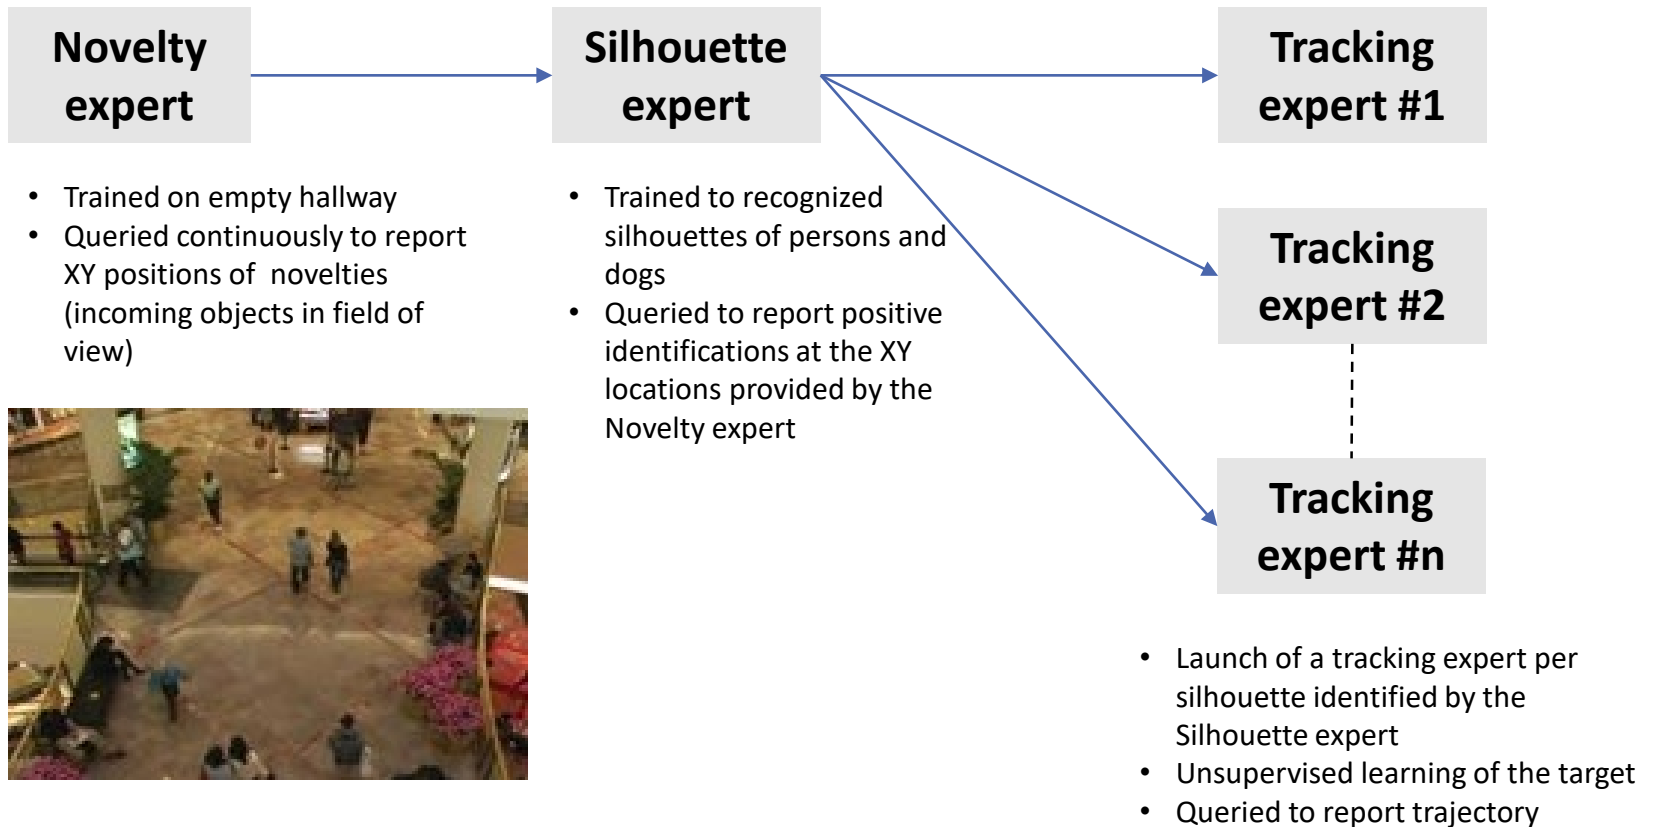 Novelty
expert
Silhouette
expert
Tracking
expert #1
• Trained on empty hallway
• Queried continuously to report
XY positions of  novelties
(incoming objects in field of
view)
• Trained to recognized
silhouettes of persons and
dogs
• Queried to report positive
identifications at the XY
locations provided by the
Novelty expert
Tracking
expert #2
Tracking
expert #n
• Launch of a tracking expert per
silhouette identified by the
Silhouette expert
• Unsupervised learning of the target
• Queried to report trajectory